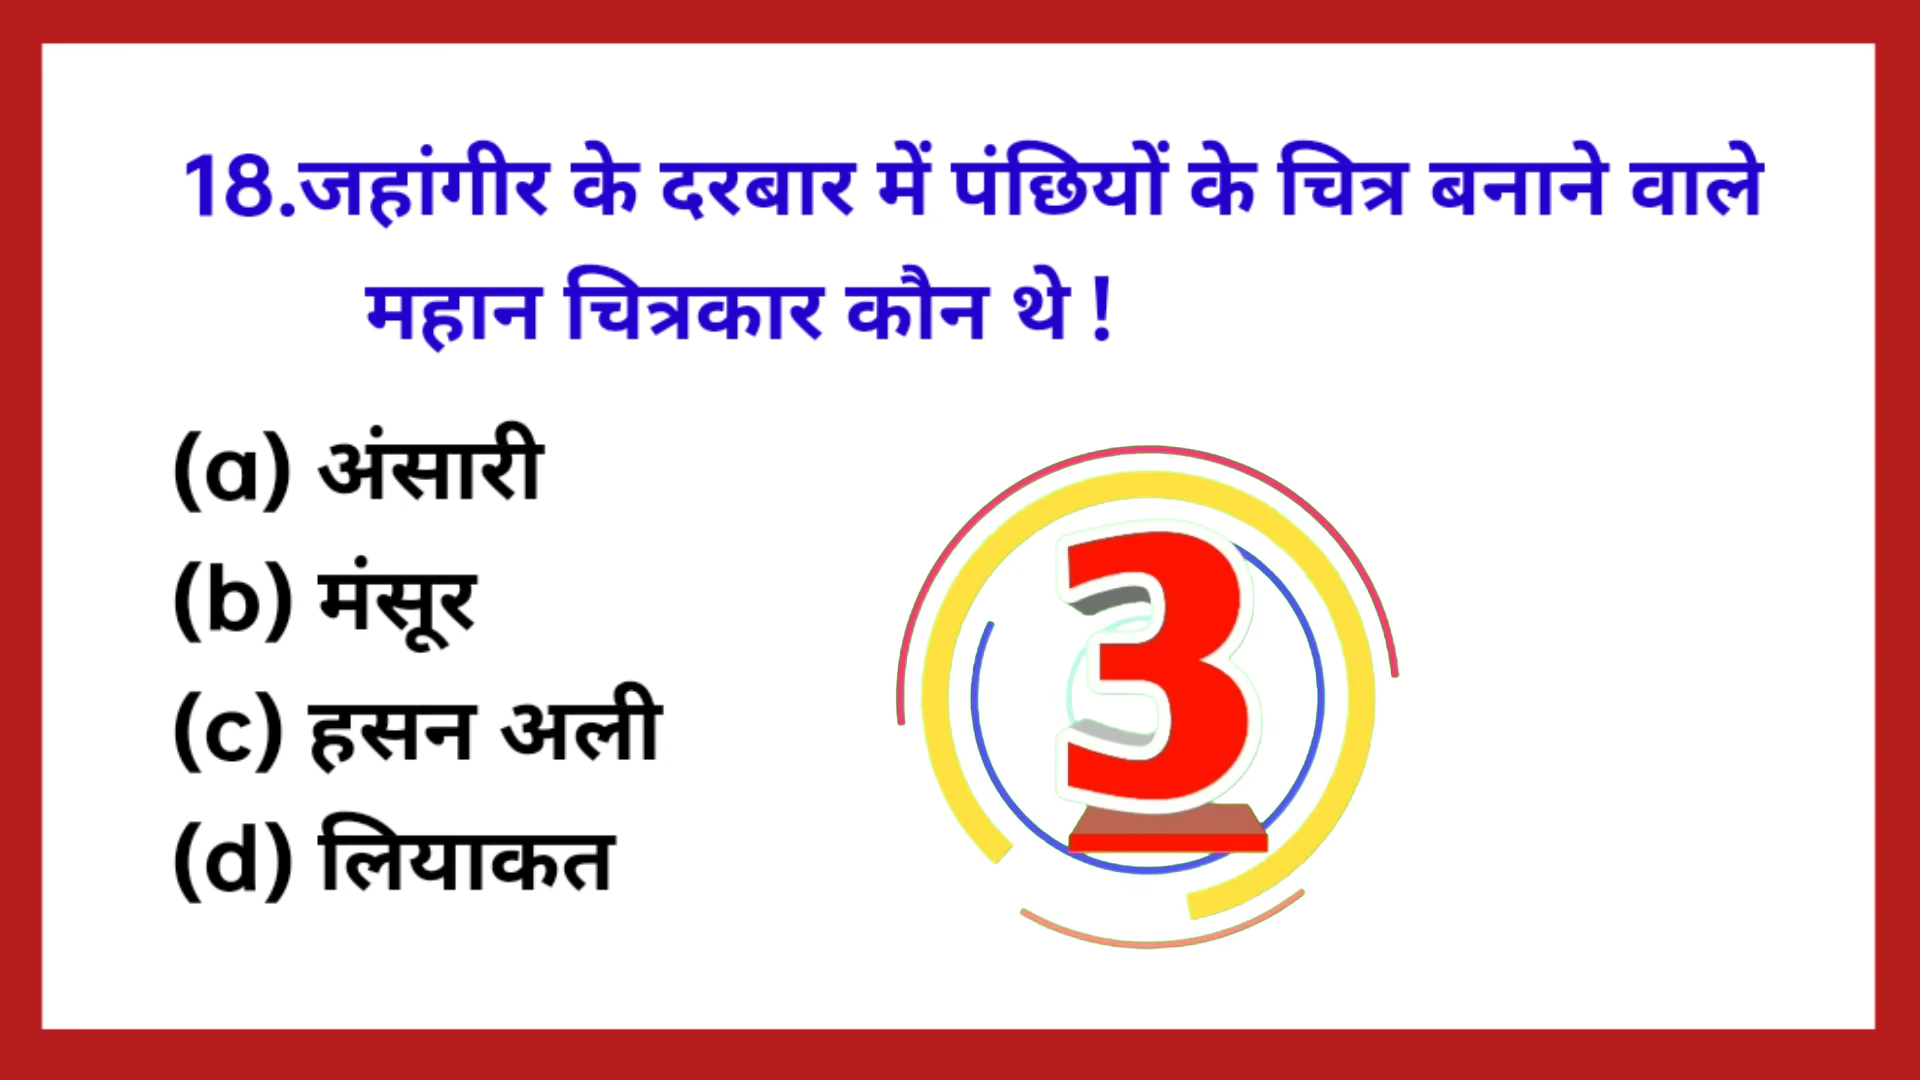 18.जहांगीर के दरबार में पंछियों के चित्र बनाने वाले
महान चित्रकार कौन थे !
(a) अंसारी
(b) मंसूर
(c) हसन अली
(d) लियाकत
3